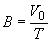 B = V₀/T